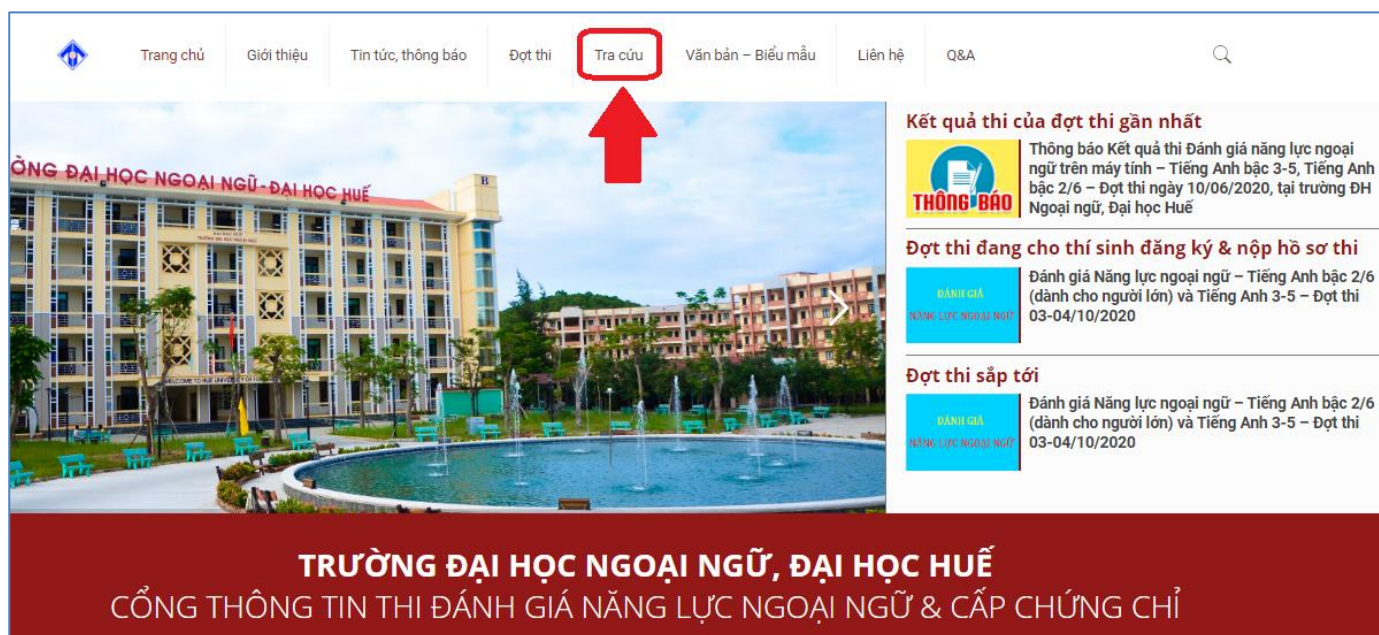 Trang chủ
Giới thiệu
Tin tức, thông báo
Đợt thi
Tra cứu
Văn bản – Biểu mẫu
Liên hệ
Q&A
ỜNG ĐẠI HỌC NGOẠI NGỮ - ĐẠI HỌC HUẾ
B
Kết quả thi của đợt thi gần nhất
THÔNG BÁO
Thông báo Kết quả thi Đánh giá năng lực ngoại
ngữ trên máy tính – Tiếng Anh bậc 3-5, Tiếng Anh
bậc 2/6 – Đợt thi ngày 10/06/2020, tại trường ĐH
Ngoại ngữ, Đại học Huế
Đợt thi đang cho thí sinh đăng ký & nộp hồ sơ thi
ĐÁNH GIÁ
NĂNG LỰC NGOẠI NGỮ
Đánh giá Năng lực ngoại ngữ – Tiếng Anh bậc 2/6
(dành cho người lớn) và Tiếng Anh 3-5 – Đợt thi
03-04/10/2020
Đợt thi sắp tới
ĐÁNH GIÁ
NĂNG LỰC NGOẠI NGỮ
Đánh giá Năng lực ngoại ngữ – Tiếng Anh bậc 2/6
(dành cho người lớn) và Tiếng Anh 3-5 – Đợt thi
03-04/10/2020
TRƯỜNG ĐẠI HỌC NGOẠI NGỮ, ĐẠI HỌC HUẾ
CỔNG THÔNG TIN THI ĐÁNH GIÁ NĂNG LỰC NGOẠI NGỮ & CẤP CHỨNG CHỈ